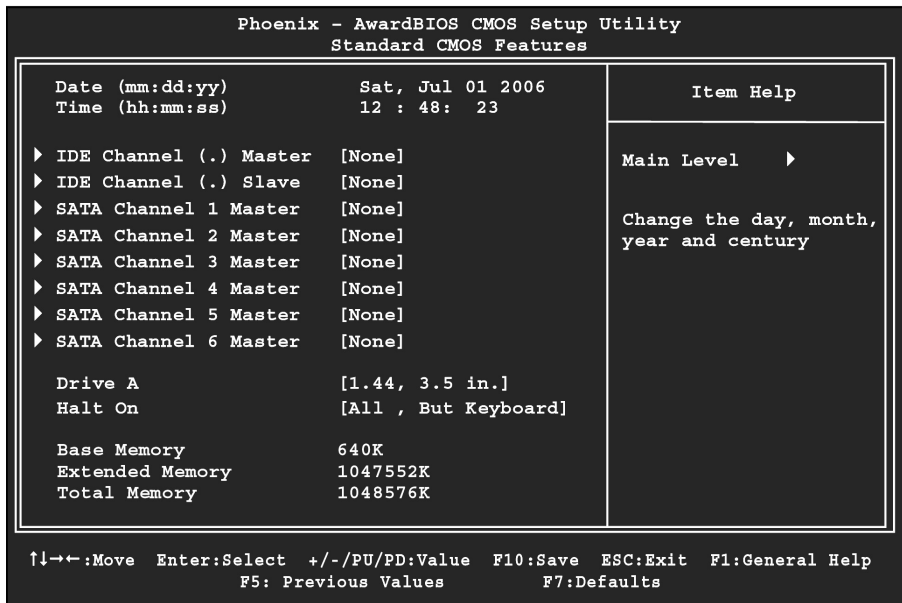 Phoenix – AwardBIOS CMOS Setup Utility
Standard CMOS Features
Date (mm:dd:yy) Sat, Jul 01 2006
Time (hh:mm:ss) 12 : 48: 23
IDE Channel (.) Master [None]
IDE Channel (.) Slave [None]
SATA Channel 1 Master [None]
SATA Channel 2 Master [None]
SATA Channel 3 Master [None]
SATA Channel 4 Master [None]
SATA Channel 5 Master [None]
SATA Channel 6 Master [None]
Drive A [1.44, 3.5 in.]
Halt On [All , But Keyboard]
Base Memory 640K
Extended Memory 1047552K
Total Memory 1048576K
Item Help
Main Level
Change the day, month,
year and century
↑↓→←:Move Enter:Select +/-/PU/PD:Value F10:Save ESC:Exit F1:General Help
F5: Previous Values F7:Defaults